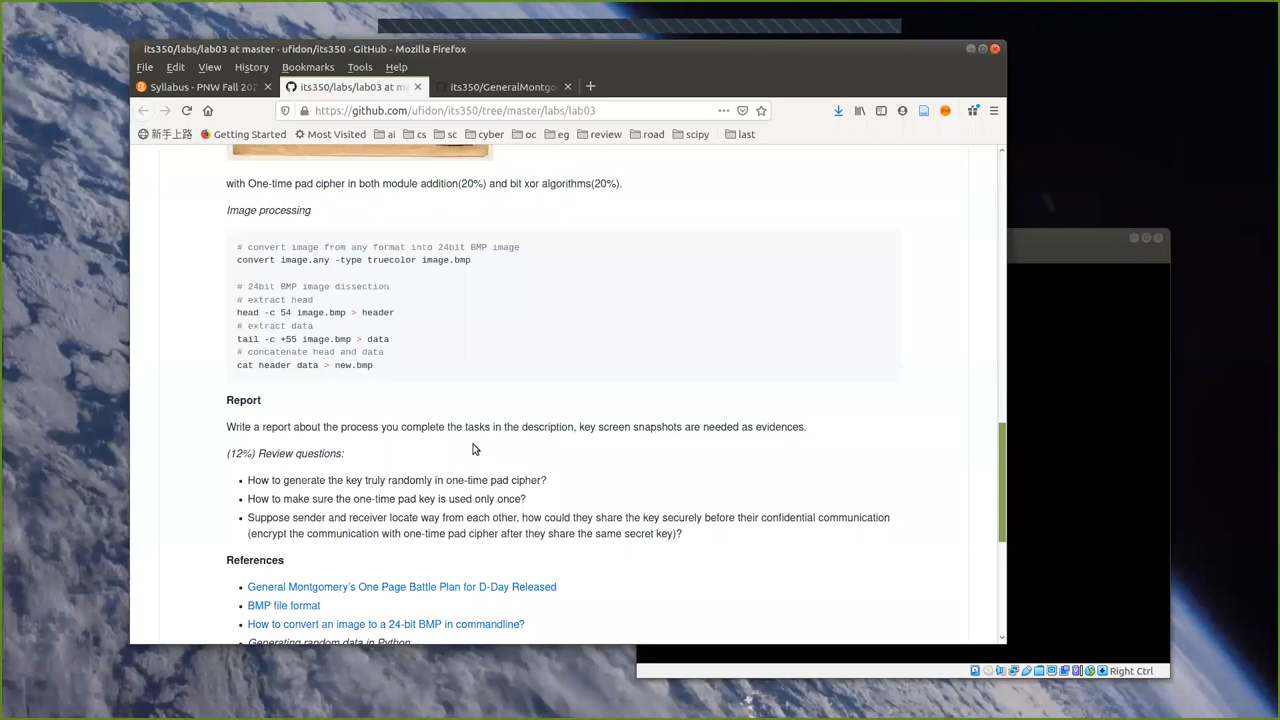 its350/labs/lab03 at master · ufidon/its350 · GitHub - Mozilla Firefox
File Edit View History Bookmarks Tools Help
Syllabus - PNW Fall 202
its350/labs/lab03 at ma
its350/GeneralMontgo
https://github.com/ufidon/its350/tree/master/labs/lab03
新手上路 Getting Started Most Visited ai cs sc cyber oc eg review road scipy last
with One-time pad cipher in both module addition(20%) and bit xor algorithms(20%).
Image processing
# convert image from any format into 24bit BMP image
convert image.any -type truecolor image.bmp
# 24bit BMP image dissection
# extract head
head -c 54 image.bmp > header
# extract data
tail -c +55 image.bmp > data
# concatenate head and data
cat header data > new.bmp
Report
Write a report about the process you complete the tasks in the description, key screen snapshots are needed as evidences.
(12%) Review questions:
• How to generate the key truly randomly in one-time pad cipher?
• How to make sure the one-time pad key is used only once?
• Suppose sender and receiver locate way from each other, how could they share the key securely before their confidential communication
(encrypt the communication with one-time pad cipher after they share the same secret key)?
References
• General Montgomery's One Page Battle Plan for D-Day Released
• BMP file format
• How to convert an image to a 24-bit BMP in commandline?
• Generating random data in Python
Right Ctrl